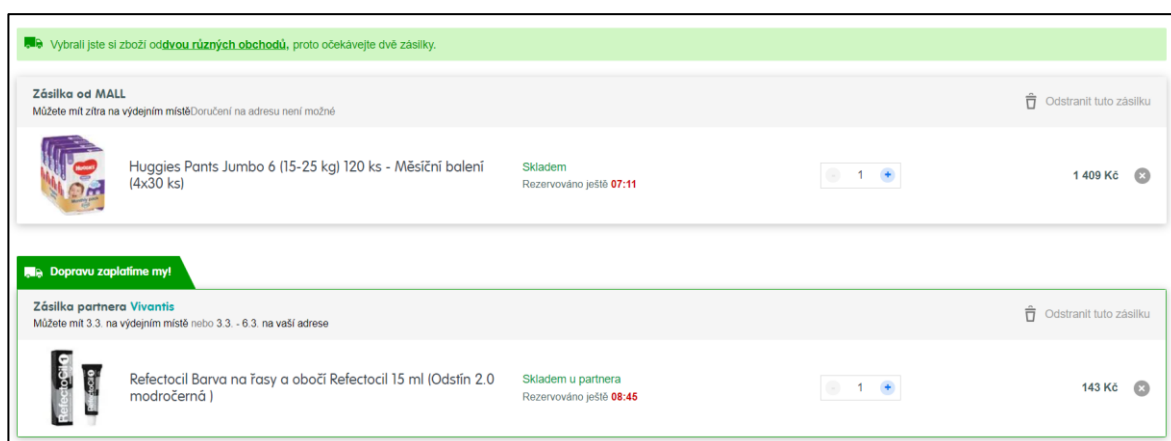 Vybrali jste si zboží oddvou různých obchodů, proto očekávejte dvě zásilky.
Zásilka od MALL
Můžete mít zítra na výdejním místěDoručení na adresu není možné
Odstranit tuto zásilku
Huggies Pants Jumbo 6 (15-25 kg) 120 ks - Měsíční balení
(4x30 ks)
Skladem
Rezervováno ještě 07:11
- 1 +
1 409 Kč
Dopravu zaplatíme my!
Zásilka partnera Vivantis
Můžete mít 3.3. na výdejním místě nebo 3.3. - 6.3. na vaší adrese
Odstranit tuto zásilku
RefectoCil
Refectocil Barva na řasy a obočí Refectocil 15 ml (Odstín 2.0
modročerná )
Skladem u partnera
Rezervováno ještě 08:45
- 1 +
143 Kč